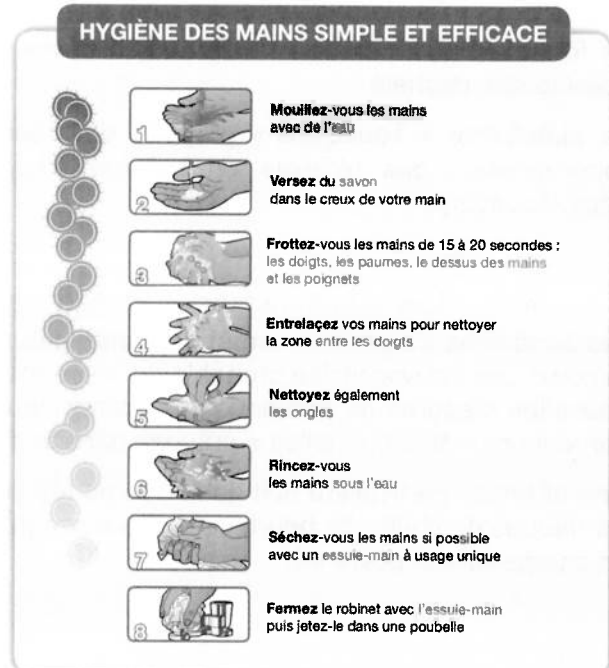 HYGIÈNE DES MAINS SIMPLE ET EFFICACE
1
Mouillez-vous les mains
avec de l'eau
2
Versez du savon
dans le creux de votre main
3
Frottez-vous les mains de 15 à 20 secondes :
les doigts, les paumes, le dessus des mains
et les poignets
4
Entrelaçez vos mains pour nettoyer
la zone entre les doigts
5
Nettoyez également
les ongles
6
Rincez-vous
les mains sous l'eau
7
Séchez-vous les mains si possible
avec un essuie-main à usage unique
8
Fermez le robinet avec l'essuie-main
puis jetez-le dans une poubelle